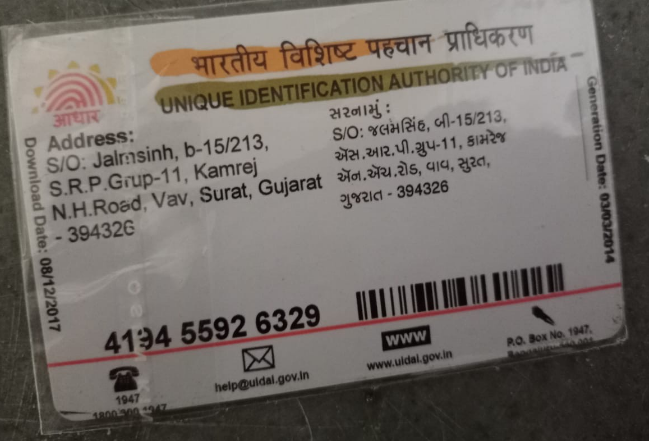 भारतीय विशिष्ट पहचान प्राधिकरण
UNIQUE IDENTIFICATION AUTHORITY OF INDIA
आधार
Address:
S/O: Jalmsinh, b-15/213,
S.R.P.Grup-11, Kamrej
N.H.Road, Vav, Surat, Gujarat
- 394326
સરનામું :
S/O: જલમસિંહ, બી-15/213,
એસ.આર.પી.ગ્રુપ-11, કામરેજ
એન.એચ.રોડ, વાવ, સુરત,
ગુજરાત - 394326
Download Date: 08/12/2017
Generation Date: 03/03/2014
4194 5592 6329
1947
help@uidai.gov.in
WWW
www.uidai.gov.in
P.O. Box No. 1947,